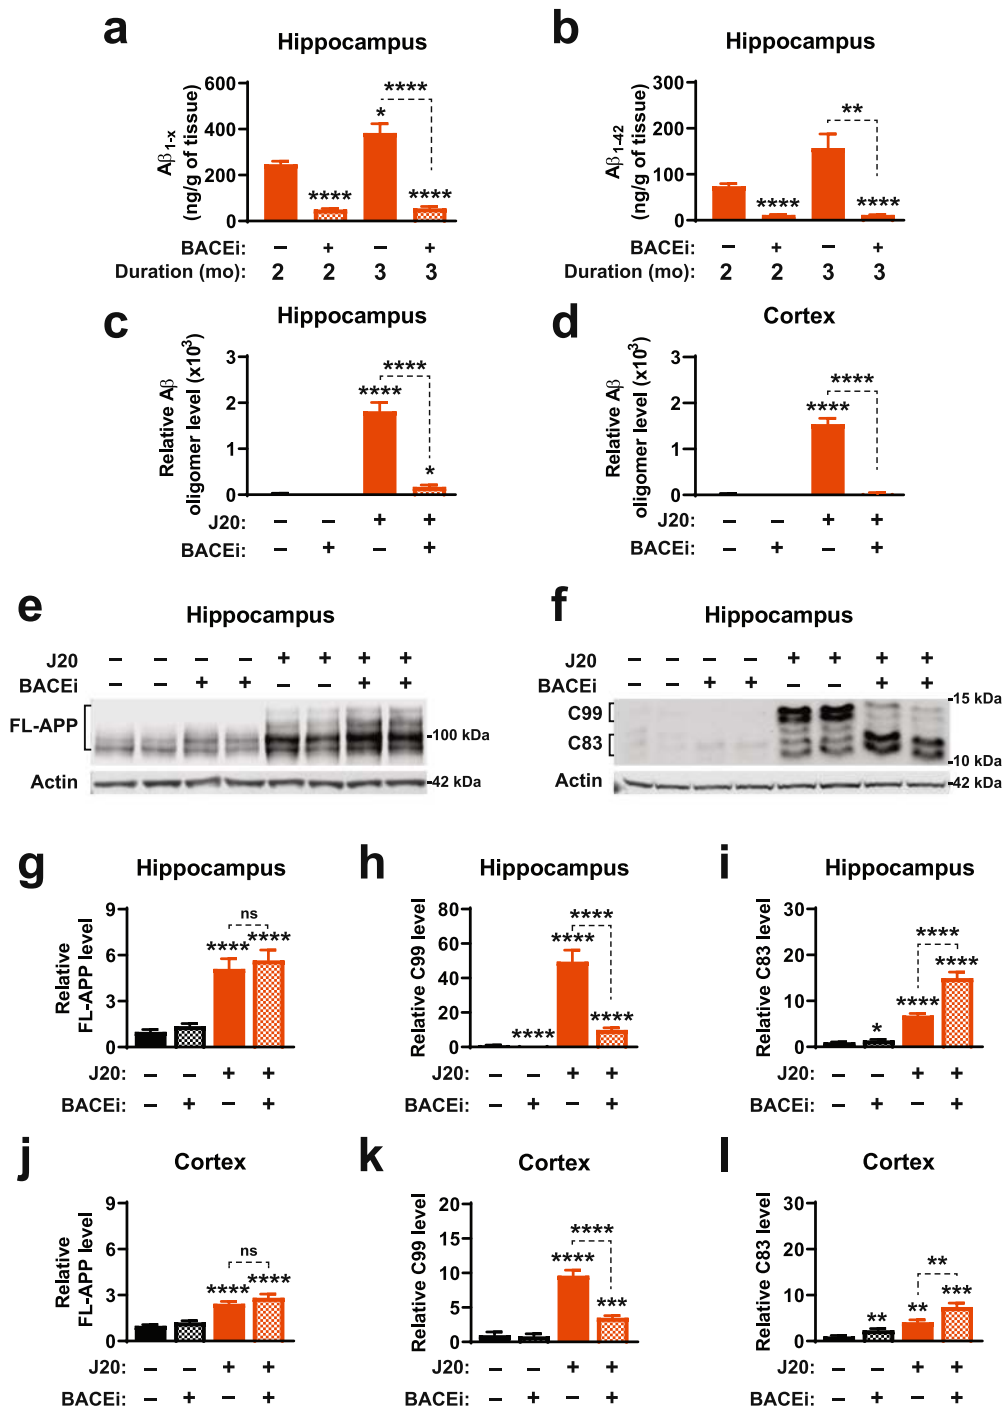 a
Hippocampus
Aβ1-x
(ng/g of tissue)
600
400
200
0
****
*
****
****
BACEi: – + – +
Duration (mo): 2 2 3 3
b
Hippocampus
Aβ1-42
(ng/g of tissue)
300
200
100
0
****
**
****
– + – +
2 2 3 3
c
Hippocampus
Relative Aβ
oligomer level (x10³)
3
2
1
0
****
****
*
J20: – – + +
BACEi: – + – +
d
Cortex
Relative Aβ
oligomer level (x10³)
3
2
1
0
****
****
J20: – – + +
BACEi: – + – +
e
Hippocampus
J20 – – – – + + + +
BACEi – – + + – – + +
FL-APP
-100 kDa
Actin
-42 kDa
f
Hippocampus
J20 – – – – + + + +
BACEi – – + + – – + +
-15 kDa
C99
C83
-10 kDa
Actin
-42 kDa
g
Hippocampus
Relative
FL-APP level
9
6
3
0
ns
****
****
J20: – – + +
BACEi: – + – +
h
Hippocampus
Relative C99 level
80
60
40
20
0
****
****
****
****
J20: – – + +
BACEi: – + – +
i
Hippocampus
Relative C83 level
30
20
10
0
*
****
****
****
J20: – – + +
BACEi: – + – +
j
Cortex
Relative
FL-APP level
9
6
3
0
ns
****
****
J20: – – + +
BACEi: – + – +
k
Cortex
Relative C99 level
20
15
10
5
0
****
****
***
J20: – – + +
BACEi: – + – +
l
Cortex
Relative C83 level
30
20
10
0
**
**
**
***
J20: – – + +
BACEi: – + – +